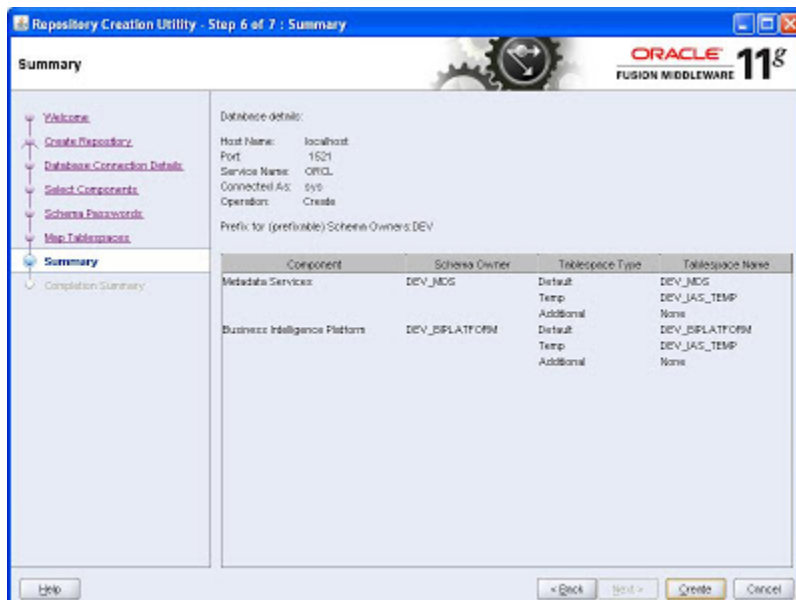 Repository Creation Utility - Step 6 of 7 : Summary
Summary
ORACLE
FUSION MIDDLEWARE
11g
Welcome
Create Repository
Database Connection Details
Select Components
Schema Passwords
Map Tablespaces
Summary
Completion Summary
Database details:
Host Name: localhost
Port: 1521
Service Name: ORCL
Connected As: sys
Operation: Create
Prefix for (prefixable) Schema Owners:DEV
Component Schema Owner Tablespace Type Tablespace Name
Metadata Services DEV_MDS Default DEV_MDS
Temp DEV_IAS_TEMP
Additional None
Business Intelligence Platform DEV_BIPLATFORM Default DEV_BIPLATFORM
Temp DEV_IAS_TEMP
Additional None
Help < Back Next > Create Cancel